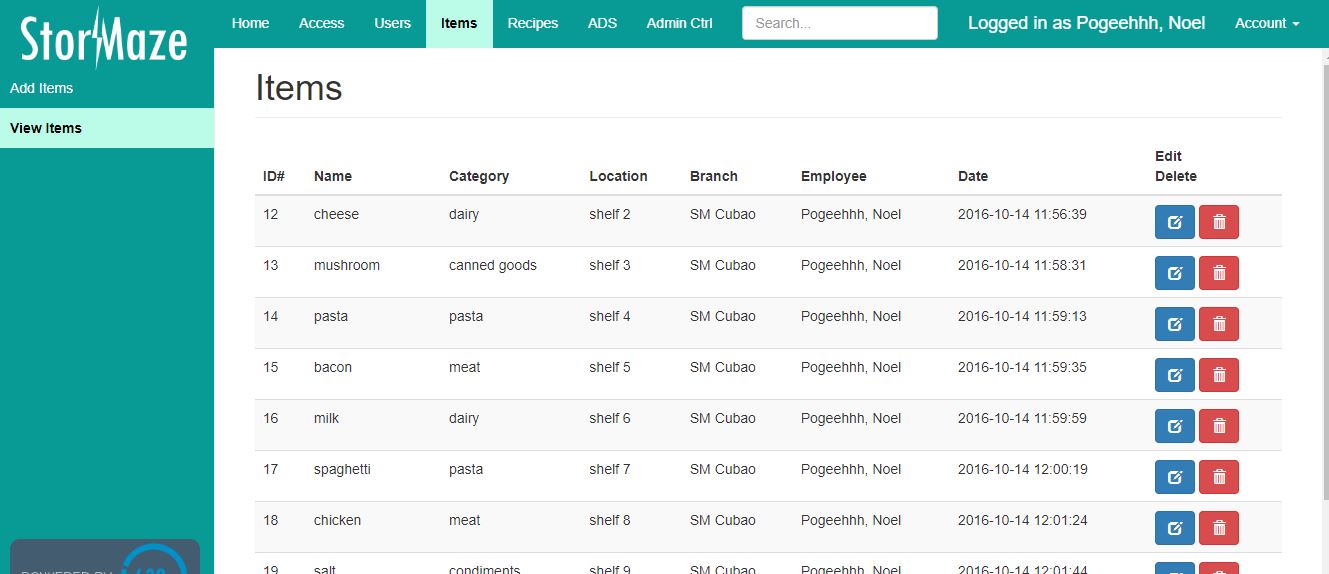 StorMaze
Home Access Users Items Recipes ADS Admin Ctrl Search... Logged in as Pogeehhh, Noel Account
Add Items
View Items
Items
Edit
ID# Name Category Location Branch Employee Date Delete
12 cheese dairy shelf 2 SM Cubao Pogeehhh, Noel 2016-10-14 11:56:39
13 mushroom canned goods shelf 3 SM Cubao Pogeehhh, Noel 2016-10-14 11:58:31
14 pasta pasta shelf 4 SM Cubao Pogeehhh, Noel 2016-10-14 11:59:13
15 bacon meat shelf 5 SM Cubao Pogeehhh, Noel 2016-10-14 11:59:35
16 milk dairy shelf 6 SM Cubao Pogeehhh, Noel 2016-10-14 11:59:59
17 spaghetti pasta shelf 7 SM Cubao Pogeehhh, Noel 2016-10-14 12:00:19
18 chicken meat shelf 8 SM Cubao Pogeehhh, Noel 2016-10-14 12:01:24
19 salt condiments shelf 9 SM Cubao Pogeehhh, Noel 2016-10-14 12:01:44
POWERED BY